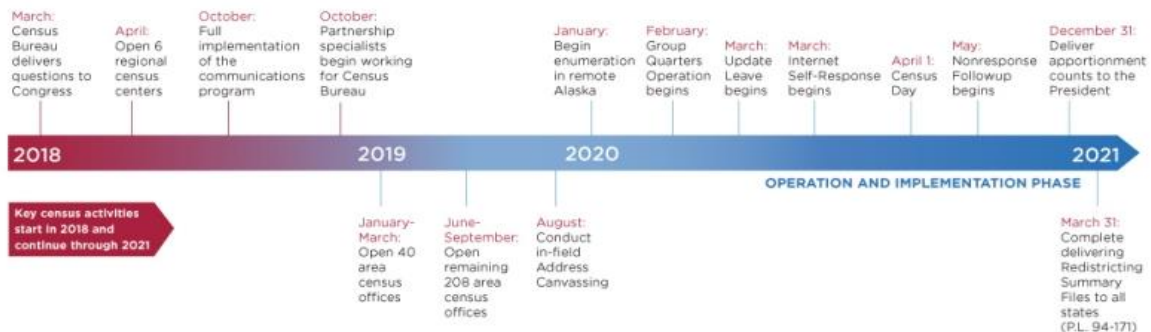 March:
Census
Bureau
delivers
questions to
Congress
April:
Open 6
regional
census
centers
October:
Full
implementation
of the
communications
program
October:
Partnership
specialists
begin working
for Census
Bureau
January:
Begin
enumeration
in remote
Alaska
February:
Group
Quarters
Operation
begins
March:
Update
Leave
begins
March:
Internet
Self-Response
begins
April 1:
Census
Day
May:
Nonresponse
Followup
begins
December 31:
Deliver
apportionment
counts to the
President
2018
2019
2020
2021
OPERATION AND IMPLEMENTATION PHASE
Key census activities
start in 2018 and
continue through 2021
January-
March:
Open 40
area
census
offices
June-
September:
Open
remaining
208 area
census
offices
August:
Conduct
in-field
Address
Canvassing
March 31:
Complete
delivering
Redistricting
Summary
Files to all
states
(P.L. 94-171)